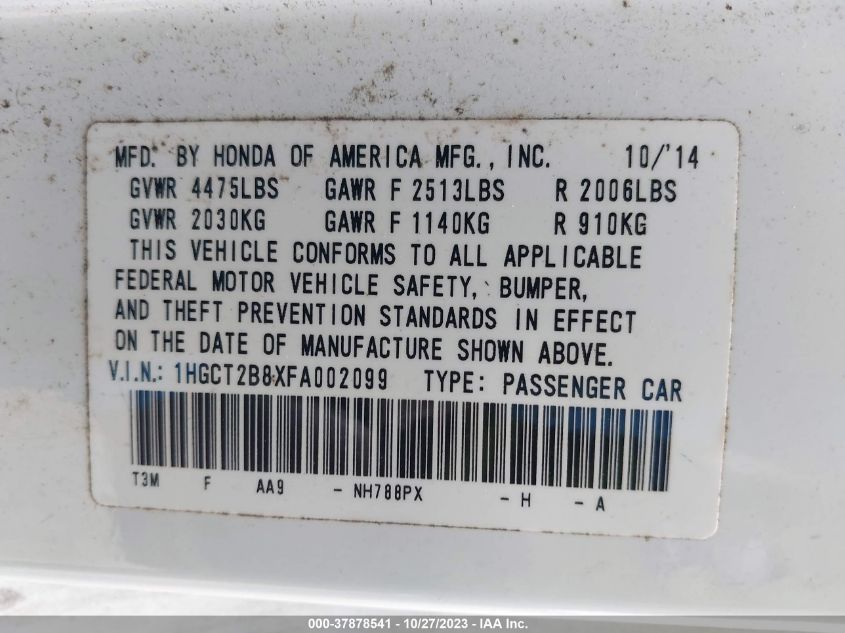 MFD. BY HONDA OF AMERICA MFG., INC. 10/'14
GVWR 4475LBS GAWR F 2513LBS R 2006LBS
GVWR 2030KG GAWR F 1140KG R 910KG
THIS VEHICLE CONFORMS TO ALL APPLICABLE
FEDERAL MOTOR VEHICLE SAFETY, BUMPER,
AND THEFT PREVENTION STANDARDS IN EFFECT
ON THE DATE OF MANUFACTURE SHOWN ABOVE.
V.I.N.: 1HGCT2B8XFA002099 TYPE: PASSENGER CAR
T3M F AA9 - NH788PX - H - A
000-37878541 - 10/27/2023 - IAA Inc.